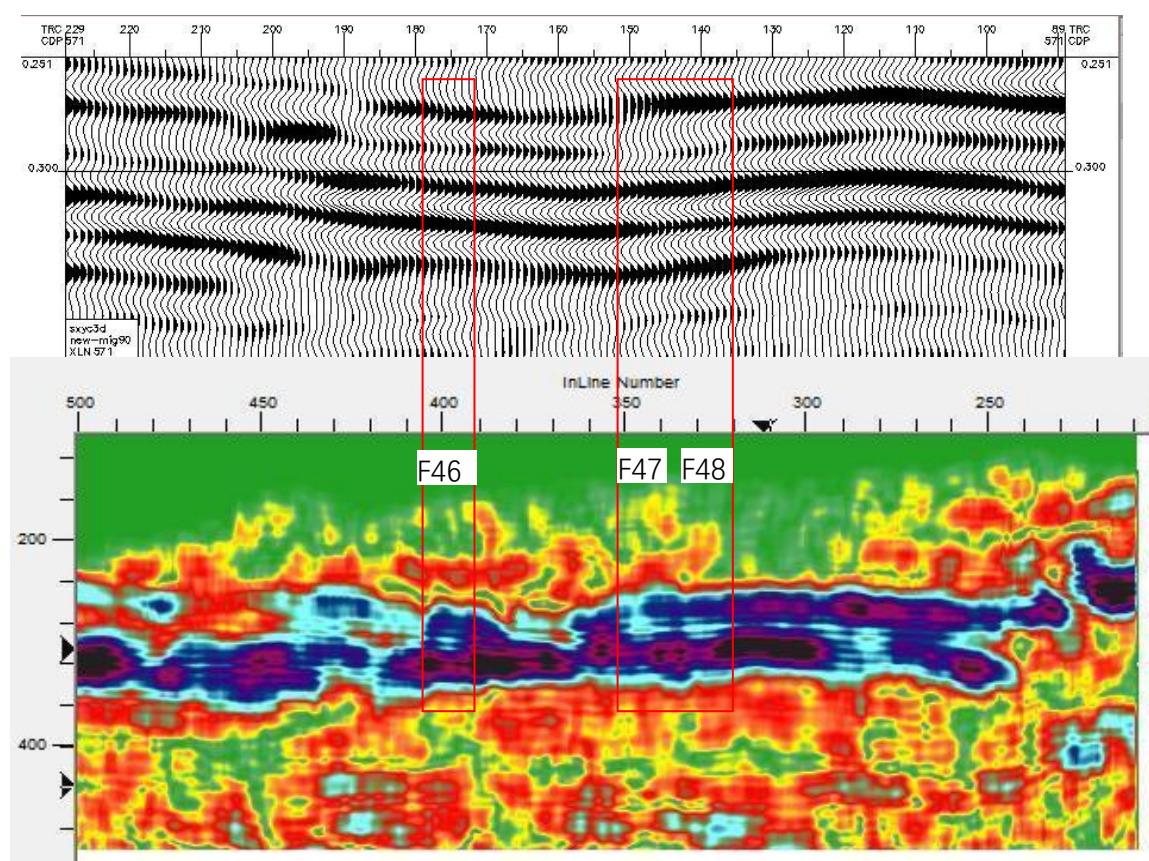 TRC 229 220 210 200 190 180 170 160 150 140 130 120 110 100 89 TRC
CDP 571 571 CDP
0.251 0.251
0.300 0.300
sxyc3d
new-mig90
XLN 571
InLine Number
500 450 400 350 300 250
F46 F47 F48
200
400